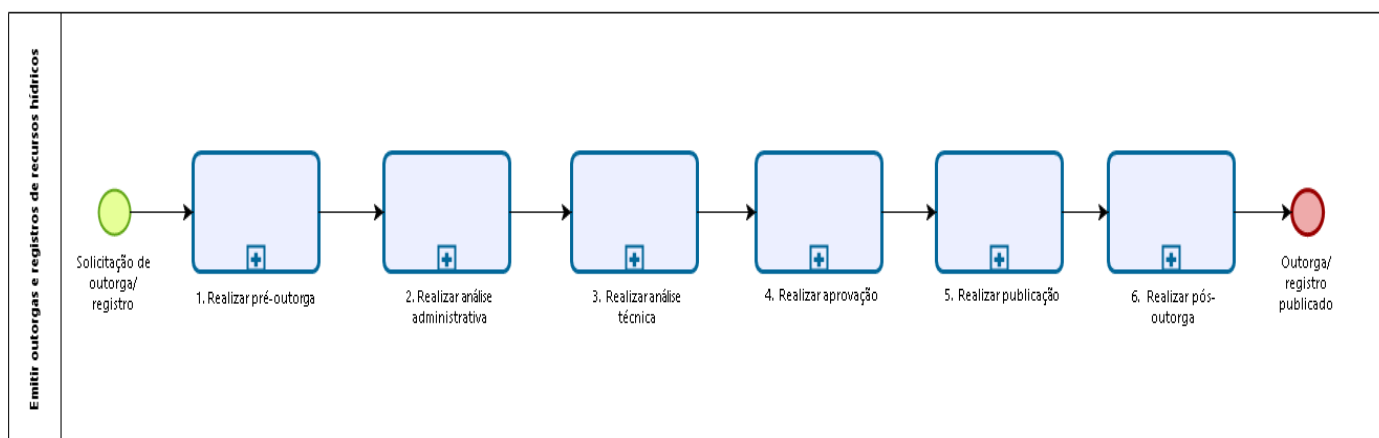 Emitir outorgas e registros de recursos hídricos
Solicitação de
outorga/
registro
1. Realizar pré-outorga
2. Realizar análise
administrativa
3. Realizar análise
técnica
4. Realizar aprovação
5. Realizar publicação
6. Realizar pós-
outorga
Outorga/
registro
publicado